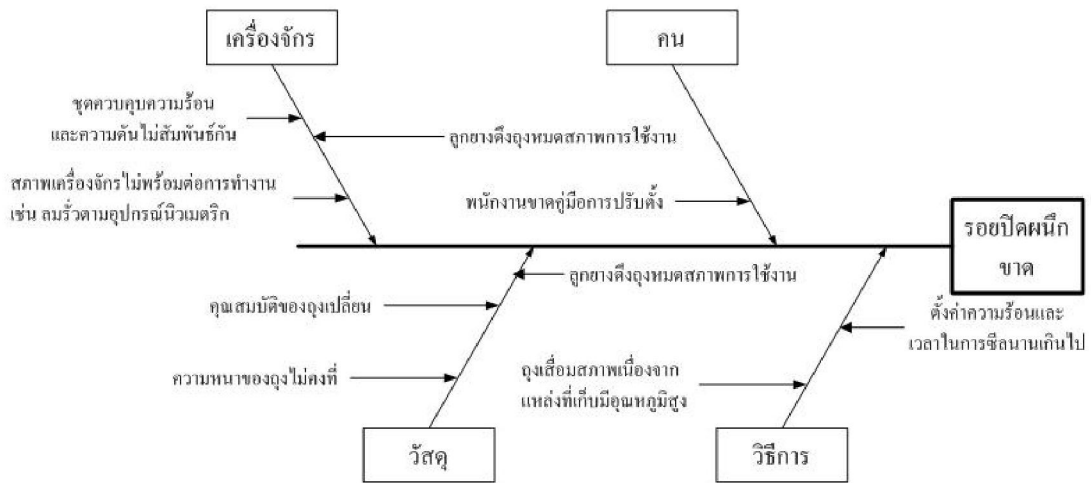 เครื่องจักร
คน
ชุดควบคุบความร้อน
และความดันไม่สัมพันธ์กัน
ลูกยางดึงถุงหมดสภาพการใช้งาน
สภาพเครื่องจักรไม่พร้อมต่อการทำงาน
เช่น ลมรั่วตามอุปกรณ์นิวเมตริก
พนักงานขาดคู่มือการปรับตั้ง
รอยปิดผนึก
ขาด
ลูกยางดึงถุงหมดสภาพการใช้งาน
คุณสมบัติของถุงเปลี่ยน
ตั้งค่าความร้อนและ
เวลาในการซีลนานเกินไป
ความหนาของถุงไม่คงที่
ถุงเสื่อมสภาพเนื่องจาก
แหล่งที่เก็บมีอุณหภูมิสูง
วัสดุ
วิธีการ